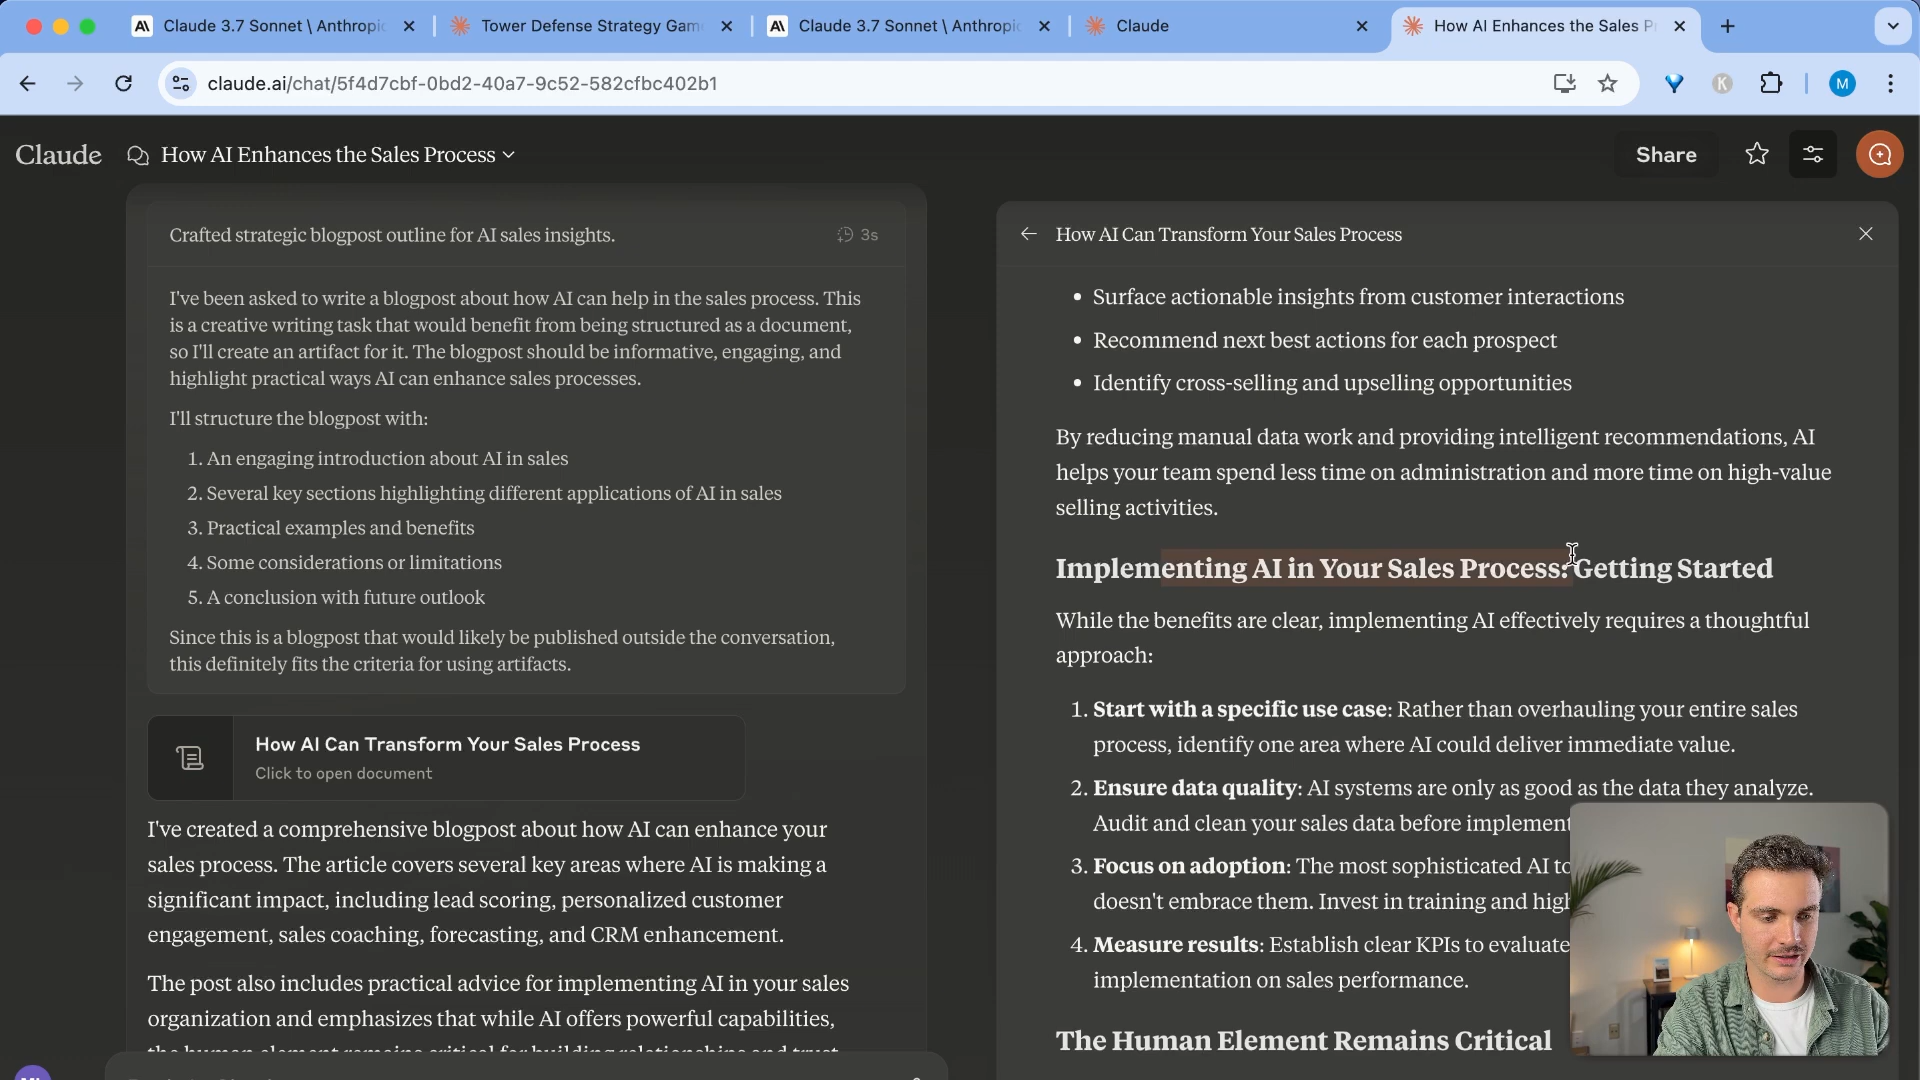 Claude 3.7 Sonnet \ Anthropic
Tower Defense Strategy Gam
Claude 3.7 Sonnet \ Anthropic
Claude
How AI Enhances the Sales P
claude.ai/chat/5f4d7cbf-0bd2-40a7-9c52-582cfbc402b1
K
M
Claude
How AI Enhances the Sales Process
Share
Crafted strategic blogpost outline for AI sales insights.
3s
I've been asked to write a blogpost about how AI can help in the sales process. This
is a creative writing task that would benefit from being structured as a document,
so I'll create an artifact for it. The blogpost should be informative, engaging, and
highlight practical ways AI can enhance sales processes.
I'll structure the blogpost with:
1. An engaging introduction about AI in sales
2. Several key sections highlighting different applications of AI in sales
3. Practical examples and benefits
4. Some considerations or limitations
5. A conclusion with future outlook
Since this is a blogpost that would likely be published outside the conversation,
this definitely fits the criteria for using artifacts.
How AI Can Transform Your Sales Process
Click to open document
I've created a comprehensive blogpost about how AI can enhance your
sales process. The article covers several key areas where AI is making a
significant impact, including lead scoring, personalized customer
engagement, sales coaching, forecasting, and CRM enhancement.
The post also includes practical advice for implementing AI in your sales
organization and emphasizes that while AI offers powerful capabilities,
the human element remains critical for building relationships and trust
How AI Can Transform Your Sales Process
• Surface actionable insights from customer interactions
• Recommend next best actions for each prospect
• Identify cross-selling and upselling opportunities
By reducing manual data work and providing intelligent recommendations, AI
helps your team spend less time on administration and more time on high-value
selling activities.
Implementing AI in Your Sales Process: Getting Started
While the benefits are clear, implementing AI effectively requires a thoughtful
approach:
1. Start with a specific use case: Rather than overhauling your entire sales
process, identify one area where AI could deliver immediate value.
2. Ensure data quality: AI systems are only as good as the data they analyze.
Audit and clean your sales data before implement
3. Focus on adoption: The most sophisticated AI to
doesn't embrace them. Invest in training and high
4. Measure results: Establish clear KPIs to evaluate
implementation on sales performance.
The Human Element Remains Critical